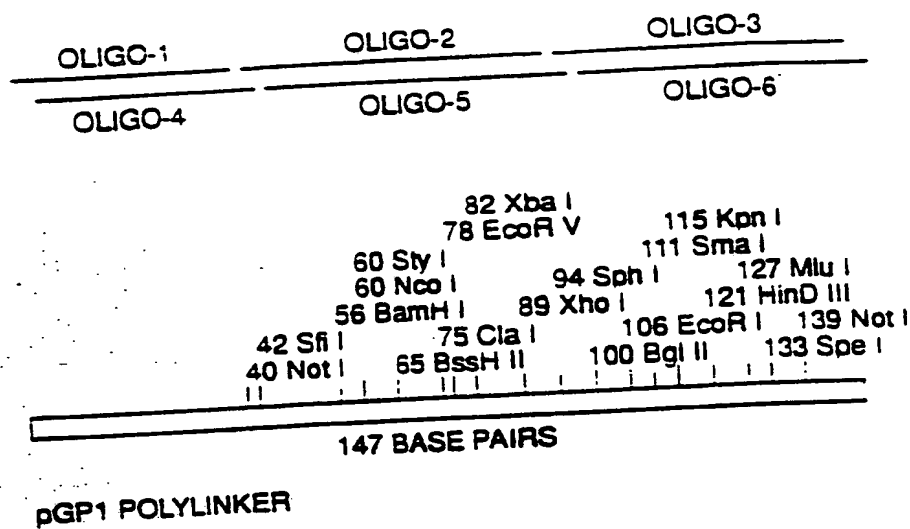 OLIGO-1 OLIGO-2 OLIGO-3
OLIGO-4 OLIGO-5 OLIGO-6
82 Xba I
78 EcoR V
115 Kpn I
111 Sma I
60 Sty I
94 Sph I
127 Mlu I
60 Nco I
89 Xho I
121 HinD III
56 BamH I
75 Cla I
106 EcoR I
139 Not I
42 Sfi I
65 BssH II
100 Bgl II
133 Spe I
40 Not I
147 BASE PAIRS
pGP1 POLYLINKER